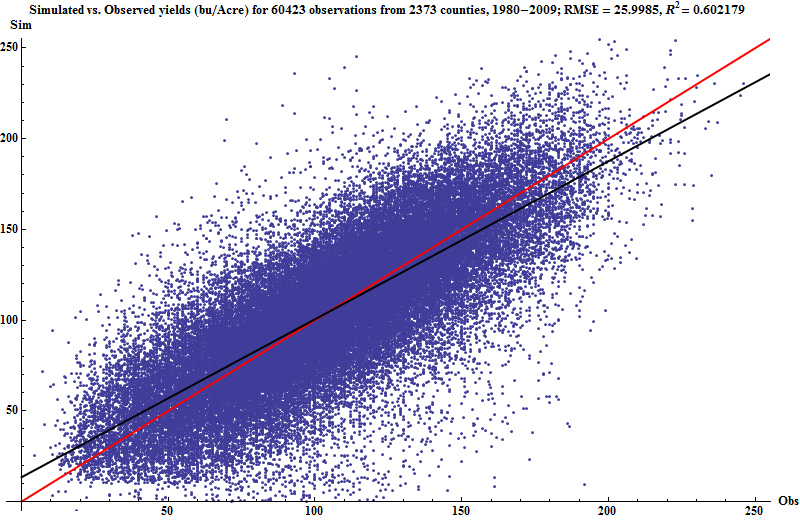 Simulated vs. Observed yields (bu/Acre) for 60423 observations from 2373 counties, 1980−2009; RMSE = 25.9985, R² = 0.602179
Sim
250
200
150
100
50
50 100 150 200 250 Obs